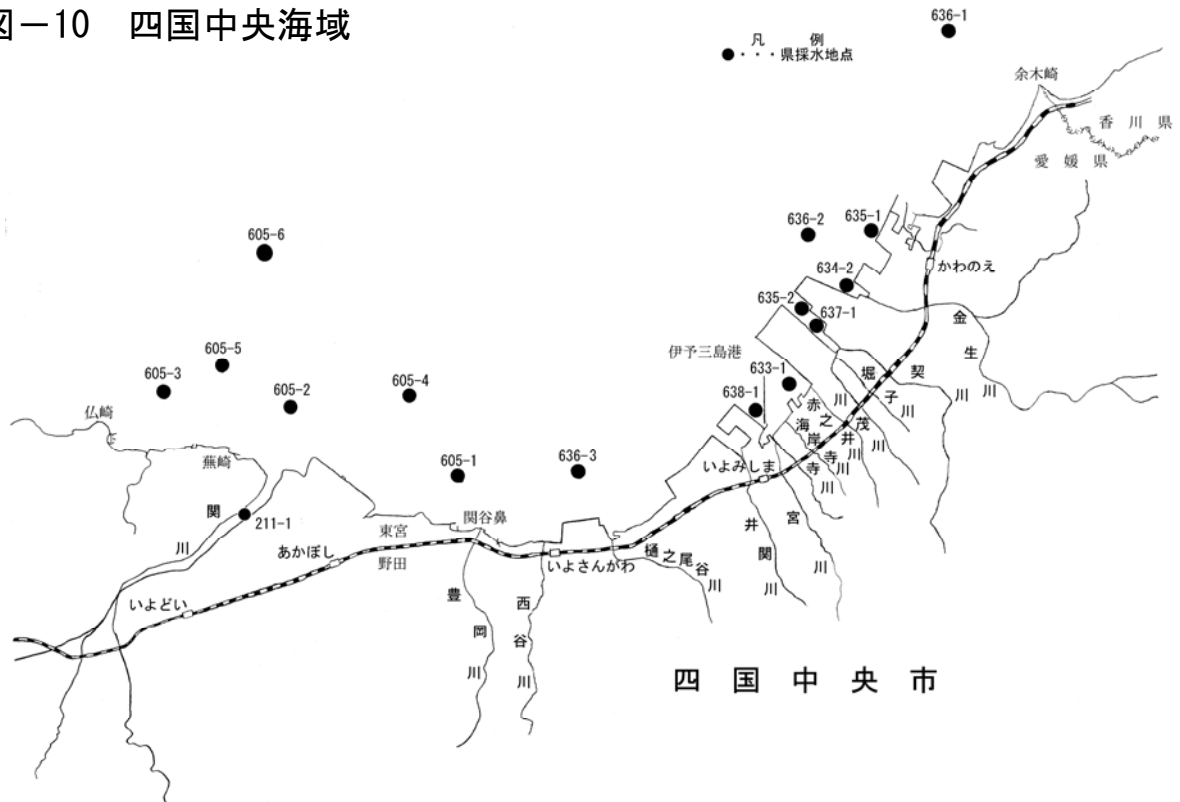 図－10 四国中央海域
636-1
凡 例
●・・・県採水地点
余木崎
香川県
愛媛県
636-2
635-1
605-6
634-2
かわのえ
635-2
637-1
金生川
伊予三島港
605-5
605-3
633-1
堀川
契川
605-4
605-2
638-1
赤之井川
子
茂川
仏崎
海岸寺川
寺川
蕪崎
605-1
636-3
いよみしま
関川
211-1
関谷鼻
東宮
井関川
宮川
あかぼし
野田
いよさんがわ
樋之尾谷川
いよどい
豊岡川
西谷川
四国中央市